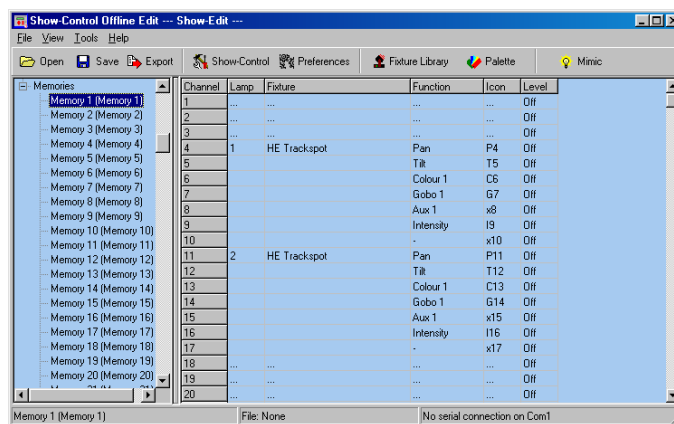 Show-Control Offline Edit --- Show-Edit ---
File View Tools Help
Open Save Export Show-Control Preferences Fixture Library Palette Mimic
Memories
Memory 1 (Memory 1)
Memory 2 (Memory 2)
Memory 3 (Memory 3)
Memory 4 (Memory 4)
Memory 5 (Memory 5)
Memory 6 (Memory 6)
Memory 7 (Memory 7)
Memory 8 (Memory 8)
Memory 9 (Memory 9)
Memory 10 (Memory 10)
Memory 11 (Memory 11)
Memory 12 (Memory 12)
Memory 13 (Memory 13)
Memory 14 (Memory 14)
Memory 15 (Memory 15)
Memory 16 (Memory 16)
Memory 17 (Memory 17)
Memory 18 (Memory 18)
Memory 19 (Memory 19)
Memory 20 (Memory 20)
Channel Lamp Fixture Function Icon Level
1 ... ... ... ... Off
2 ... ... ... ... Off
3 ... ... ... ... Off
4 1 HE Trackspot Pan P4 Off
5 Tilt T5 Off
6 Colour 1 C6 Off
7 Gobo 1 G7 Off
8 Aux 1 x8 Off
9 Intensity I9 Off
10 - x10 Off
11 2 HE Trackspot Pan P11 Off
12 Tilt T12 Off
13 Colour 1 C13 Off
14 Gobo 1 G14 Off
15 Aux 1 x15 Off
16 Intensity I16 Off
17 - x17 Off
18 ... ... ... ... Off
19 ... ... ... ... Off
20 ... ... ... ... Off
Memory 1 (Memory 1) File: None No serial connection on Com1